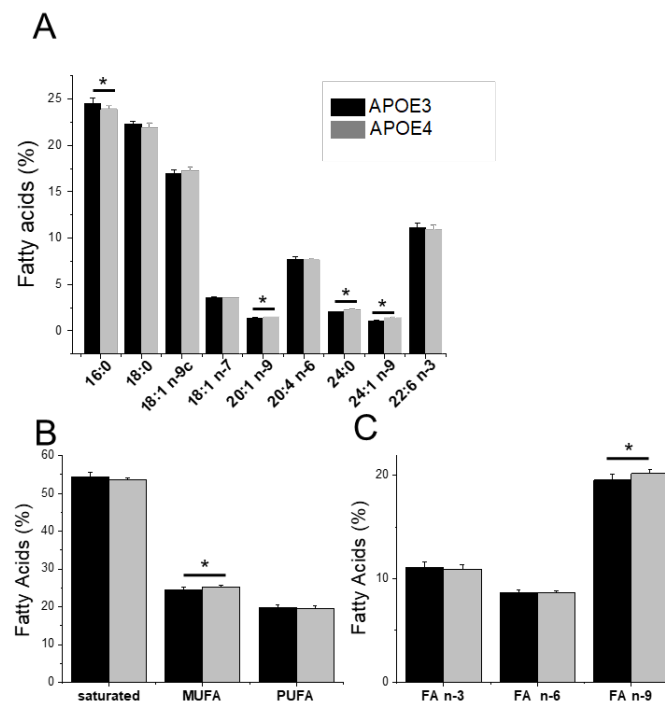 A
*
*
*
*
APOE3
APOE4
Fatty acids (%)
25
20
15
10
5
0
16:0
18:0
18:1 n-9c
18:1 n-7
20:1 n-9
20:4 n-6
24:0
24:1 n-9
22:6 n-3
B
*
Fatty Acids (%)
60
50
40
30
20
10
0
saturated
MUFA
PUFA
C
*
Fatty Acids (%)
20
10
0
FA n-3
FA n-6
FA n-9